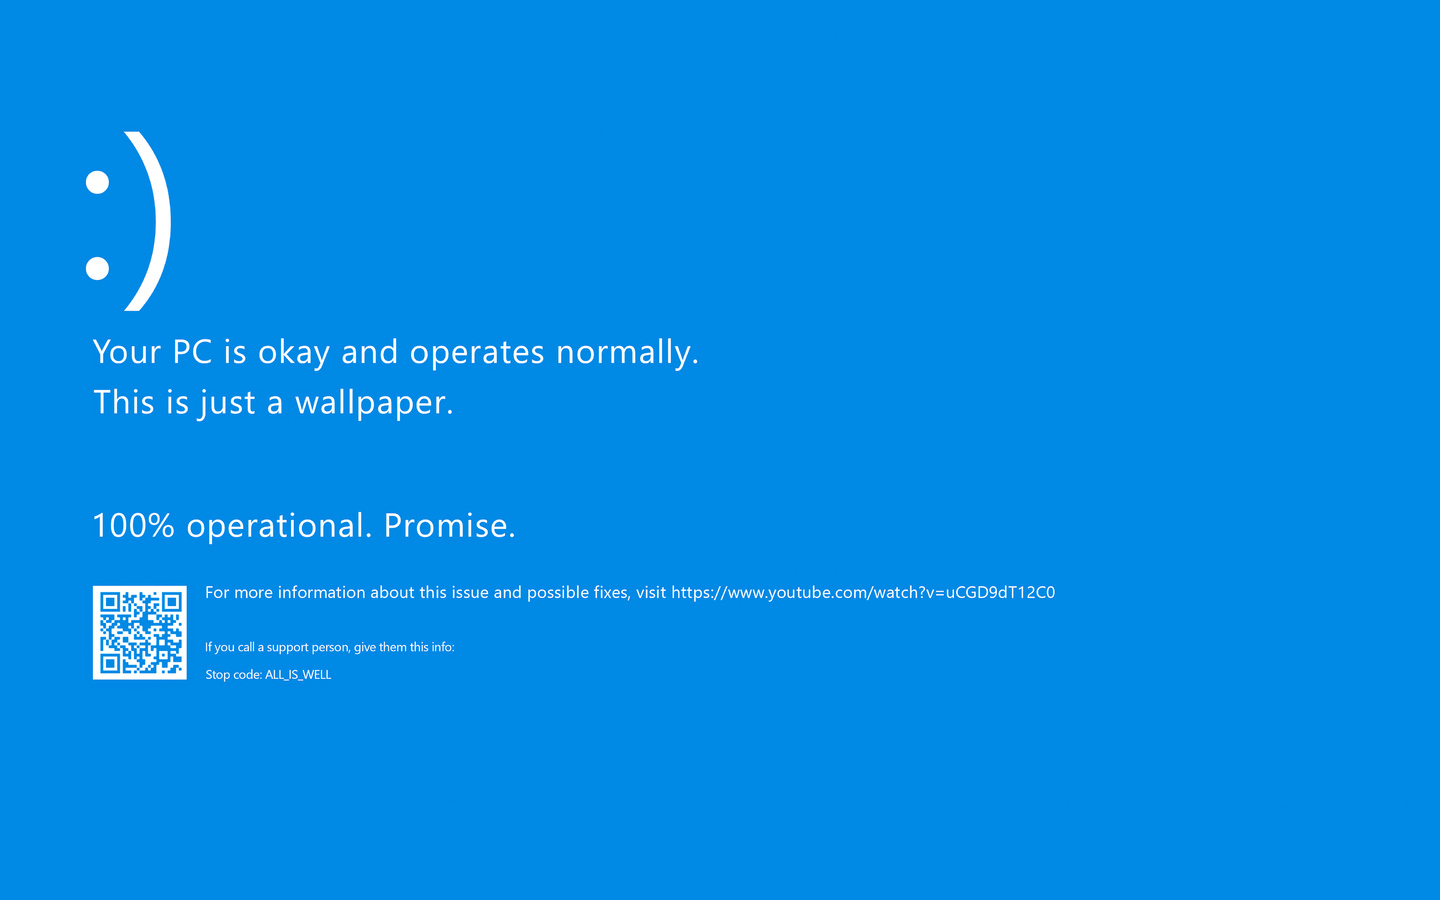 :)
Your PC is okay and operates normally.
This is just a wallpaper.
100% operational. Promise.
For more information about this issue and possible fixes, visit https://www.youtube.com/watch?v=uCGD9dT12C0
If you call a support person, give them this info:
Stop code: ALL_IS_WELL